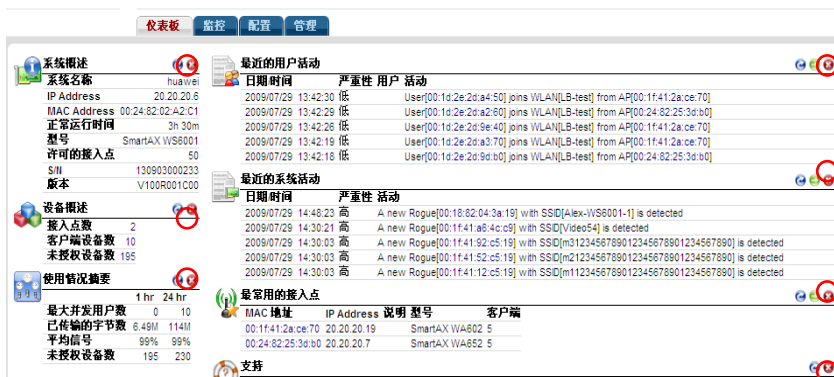 仪表板 监控 配置 管理
系统概述
系统名称 huawei
IP Address 20.20.20.6
MAC Address 00:24:82:02:A2:C1
正常运行时间 3h 30m
型号 SmartAX WS6001
许可的接入点 50
S/N 130903000233
版本 V100R001C00
设备概述
接入点数 2
客户端设备数 10
未授权设备数 195
使用情况摘要
1 hr 24 hr
最大并发用户数 0 10
已传输的字节数 6.49M 114M
平均信号 99% 99%
未授权设备数 195 230
最近的用户活动
日期/时间 严重性 用户 活动
2009/07/29 13:42:30 低 User[00:1d:2e:2d:a4:50] joins WLAN[LB-test] from AP[00:1f:41:2a:ce:70]
2009/07/29 13:42:29 低 User[00:1d:2e:2d:a2:60] joins WLAN[LB-test] from AP[00:24:82:25:3d:b0]
2009/07/29 13:42:26 低 User[00:1d:2e:2d:9e:40] joins WLAN[LB-test] from AP[00:1f:41:2a:ce:70]
2009/07/29 13:42:19 低 User[00:1d:2e:2d:a3:70] joins WLAN[LB-test] from AP[00:1f:41:2a:ce:70]
2009/07/29 13:42:18 低 User[00:1d:2e:2d:9d:b0] joins WLAN[LB-test] from AP[00:24:82:25:3d:b0]
最近的系统活动
日期/时间 严重性 活动
2009/07/29 14:48:23 高 A new Rogue[00:18:82:04:3a:19] with SSID[Alex-WS6001-1] is detected
2009/07/29 14:30:21 高 A new Rogue[00:1f:41:a6:4c:c9] with SSID[Video54] is detected
2009/07/29 14:30:03 高 A new Rogue[00:1f:41:92:c5:19] with SSID[m3123456789012345678901234567890] is detected
2009/07/29 14:30:03 高 A new Rogue[00:1f:41:52:c5:19] with SSID[m2123456789012345678901234567890] is detected
2009/07/29 14:30:03 高 A new Rogue[00:1f:41:12:c5:19] with SSID[m1123456789012345678901234567890] is detected
最常用的接入点
MAC 地址 IP Address 说明 型号 客户端
00:1f:41:2a:ce:70 20.20.20.19 SmartAX WA602 5
00:24:82:25:3d:b0 20.20.20.7 SmartAX WA652 5
支持